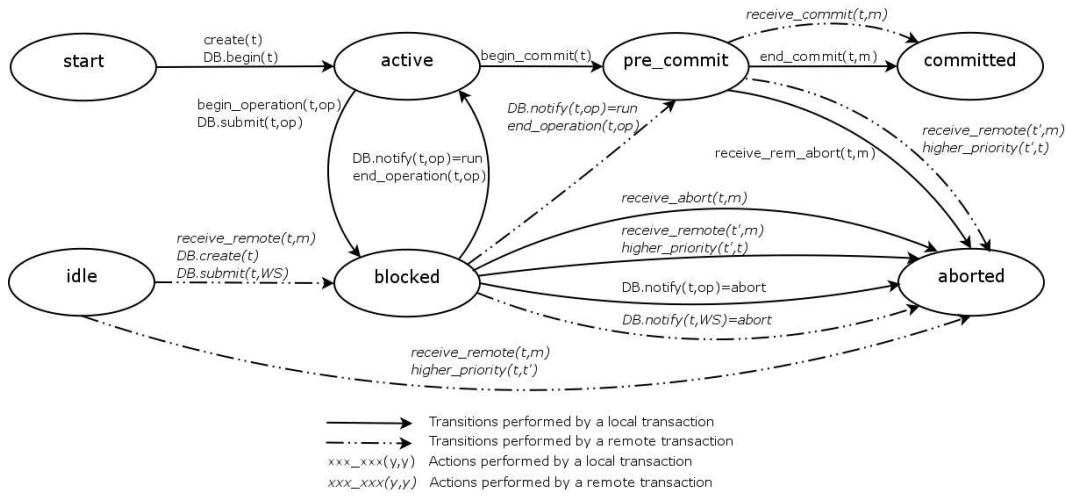 receive_commit(t,m)
create(t)
DB.begin(t)
start
active
begin_commit(t)
pre_commit
end_commit(t,m)
committed
begin_operation(t,op)
DB.submit(t,op)
DB.notify(t,op)=run
end_operation(t,op)
receive_remote(t',m)
higher_priority(t',t)
DB.notify(t,op)=run
end_operation(t,op)
receive_rem_abort(t,m)
receive_abort(t,m)
receive_remote(t,m)
DB.create(t)
DB.submit(t,WS)
receive_remote(t',m)
higher_priority(t',t)
idle
blocked
aborted
DB.notify(t,op)=abort
DB.notify(t,WS)=abort
receive_remote(t,m)
higher_priority(t,t')
Transitions performed by a local transaction
Transitions performed by a remote transaction
xxx_xxx(y,y) Actions performed by a local transaction
xxx_xxx(y,y) Actions performed by a remote transaction